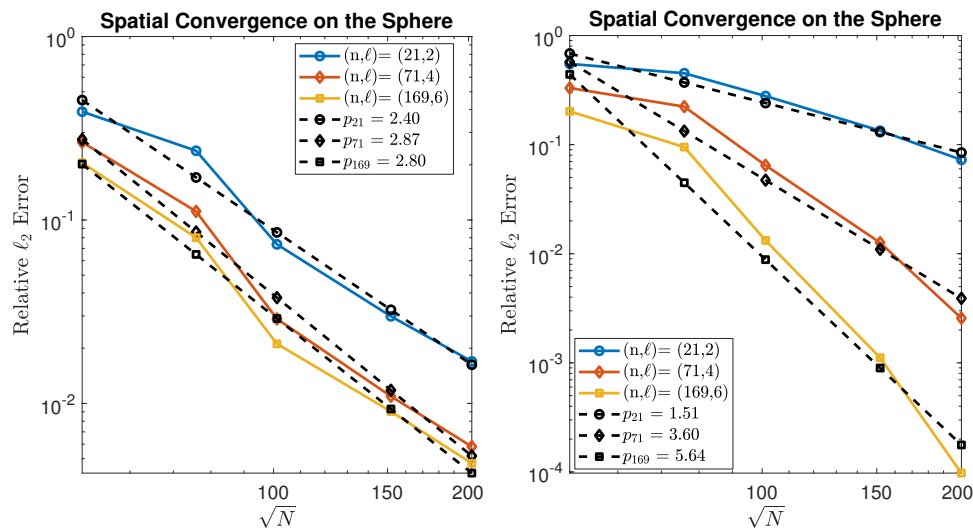 Spatial Convergence on the Sphere
10^0
10^-1
10^-2
Relative ℓ₂ Error
(n,ℓ)= (21,2)
(n,ℓ)= (71,4)
(n,ℓ)= (169,6)
p₂₁ = 2.40
p₇₁ = 2.87
p₁₆₉ = 2.80
100
150
200
√N
Spatial Convergence on the Sphere
10^0
10^-1
10^-2
10^-3
10^-4
Relative ℓ₂ Error
(n,ℓ)= (21,2)
(n,ℓ)= (71,4)
(n,ℓ)= (169,6)
p₂₁ = 1.51
p₇₁ = 3.60
p₁₆₉ = 5.64
100
150
200
√N